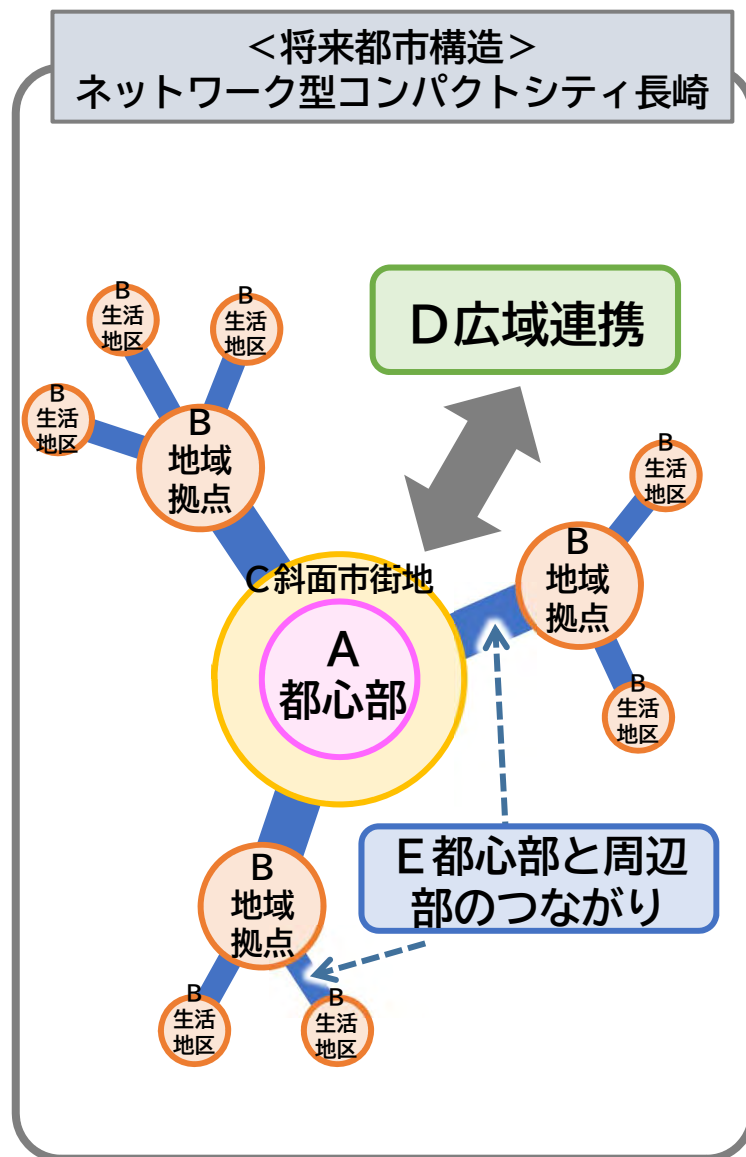 <将来都市構造>
ネットワーク型コンパクトシティ長崎
D広域連携
B
生活
地区
B
生活
地区
B
生活
地区
B
地域
拠点
B
生活
地区
B
地域
拠点
B
生活
地区
C斜面市街地
A
都心部
E都心部と周辺
部のつながり
B
地域
拠点
B
生活
地区
B
生活
地区